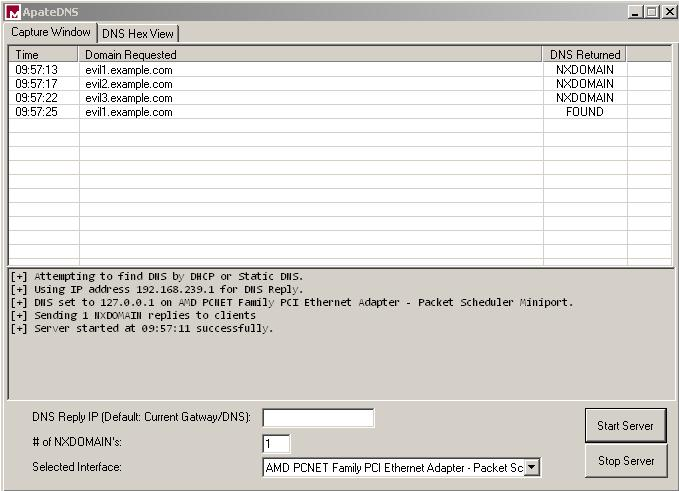 ApateDNS
Capture Window DNS Hex View
Time Domain Requested DNS Returned
09:57:13 evil1.example.com NXDOMAIN
09:57:17 evil2.example.com NXDOMAIN
09:57:22 evil3.example.com NXDOMAIN
09:57:25 evil1.example.com FOUND
[+] Attempting to find DNS by DHCP or Static DNS.
[+] Using IP address 192.168.239.1 for DNS Reply.
[+] DNS set to 127.0.0.1 on AMD PCNET Family PCI Ethernet Adapter - Packet Scheduler Miniport.
[+] Sending 1 NXDOMAIN replies to clients
[+] Server started at 09:57:11 successfully.
DNS Reply IP (Default: Current Gatway/DNS):
Start Server
# of NXDOMAIN's: 1
Stop Server
Selected Interface: AMD PCNET Family PCI Ethernet Adapter - Packet Sc